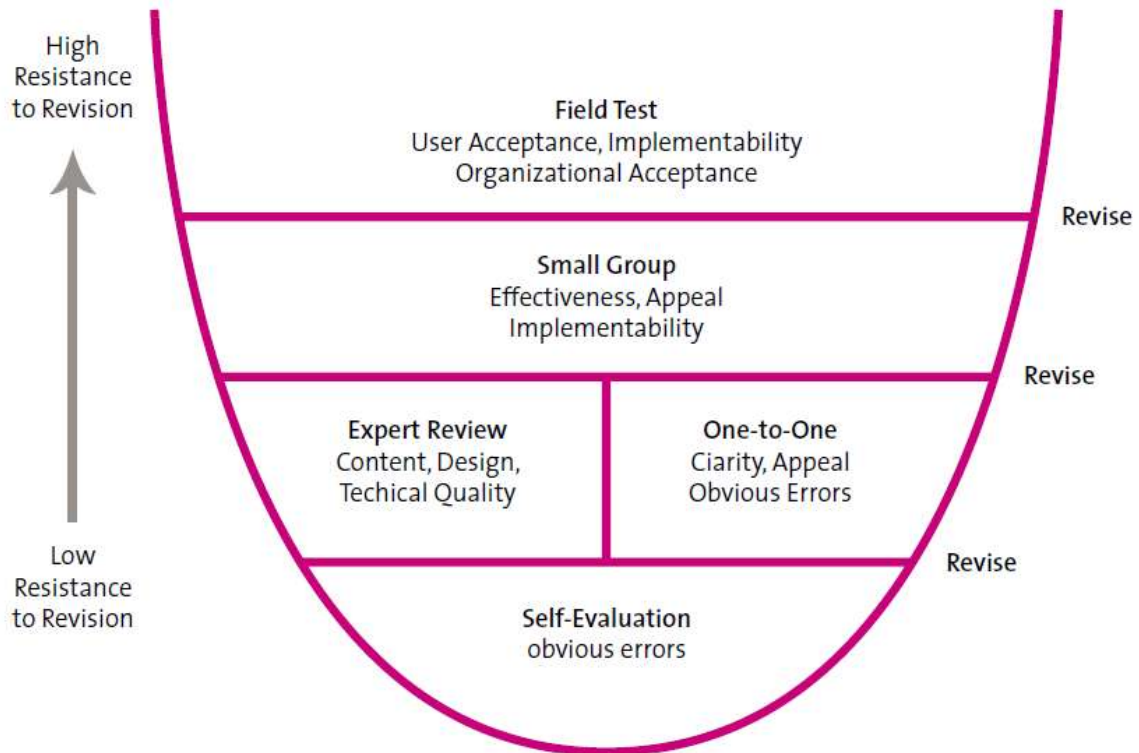 High
Resistance
to Revision
Field Test
User Acceptance, Implementability
Organizational Acceptance
Revise
Small Group
Effectiveness, Appeal
Implementability
Revise
Expert Review
Content, Design,
Techical Quality
One-to-One
Ciarity, Appeal
Obvious Errors
Low
Resistance
to Revision
Revise
Self-Evaluation
obvious errors